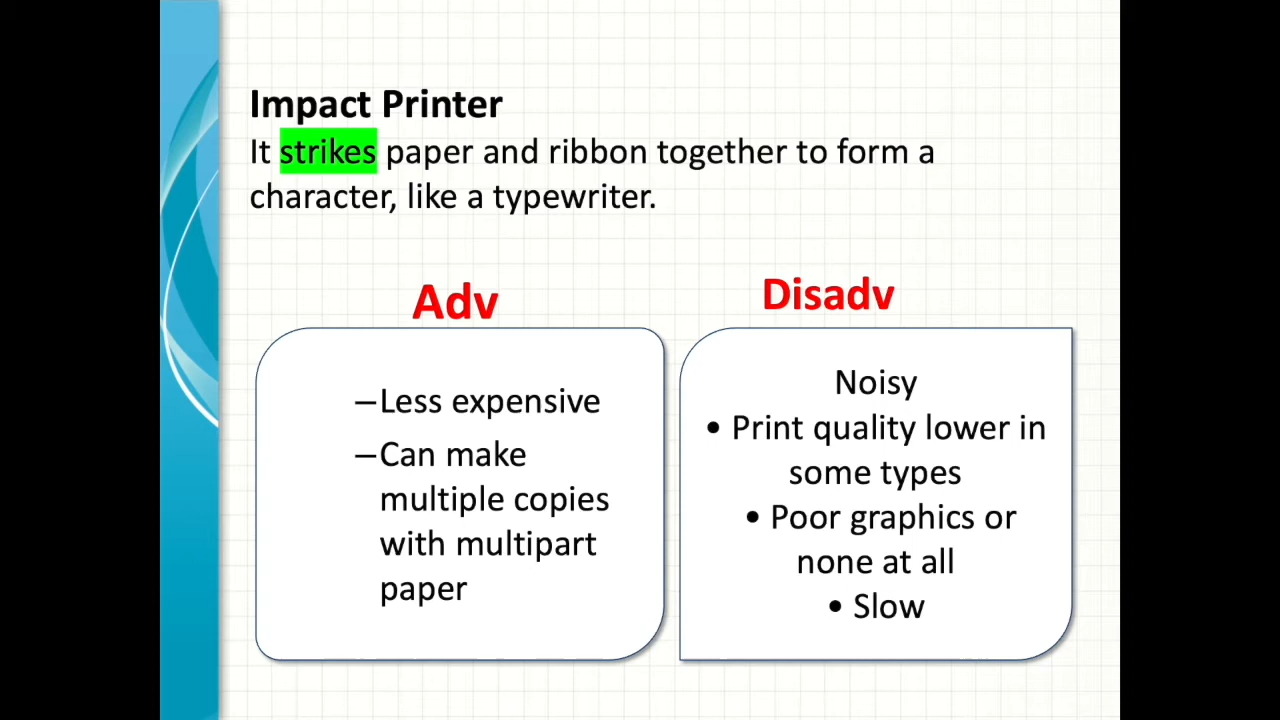 Impact Printer
It strikes paper and ribbon together to form a
character, like a typewriter.
Adv
–Less expensive
–Can make
multiple copies
with multipart
paper
Disadv
Noisy
• Print quality lower in
some types
• Poor graphics or
none at all
• Slow